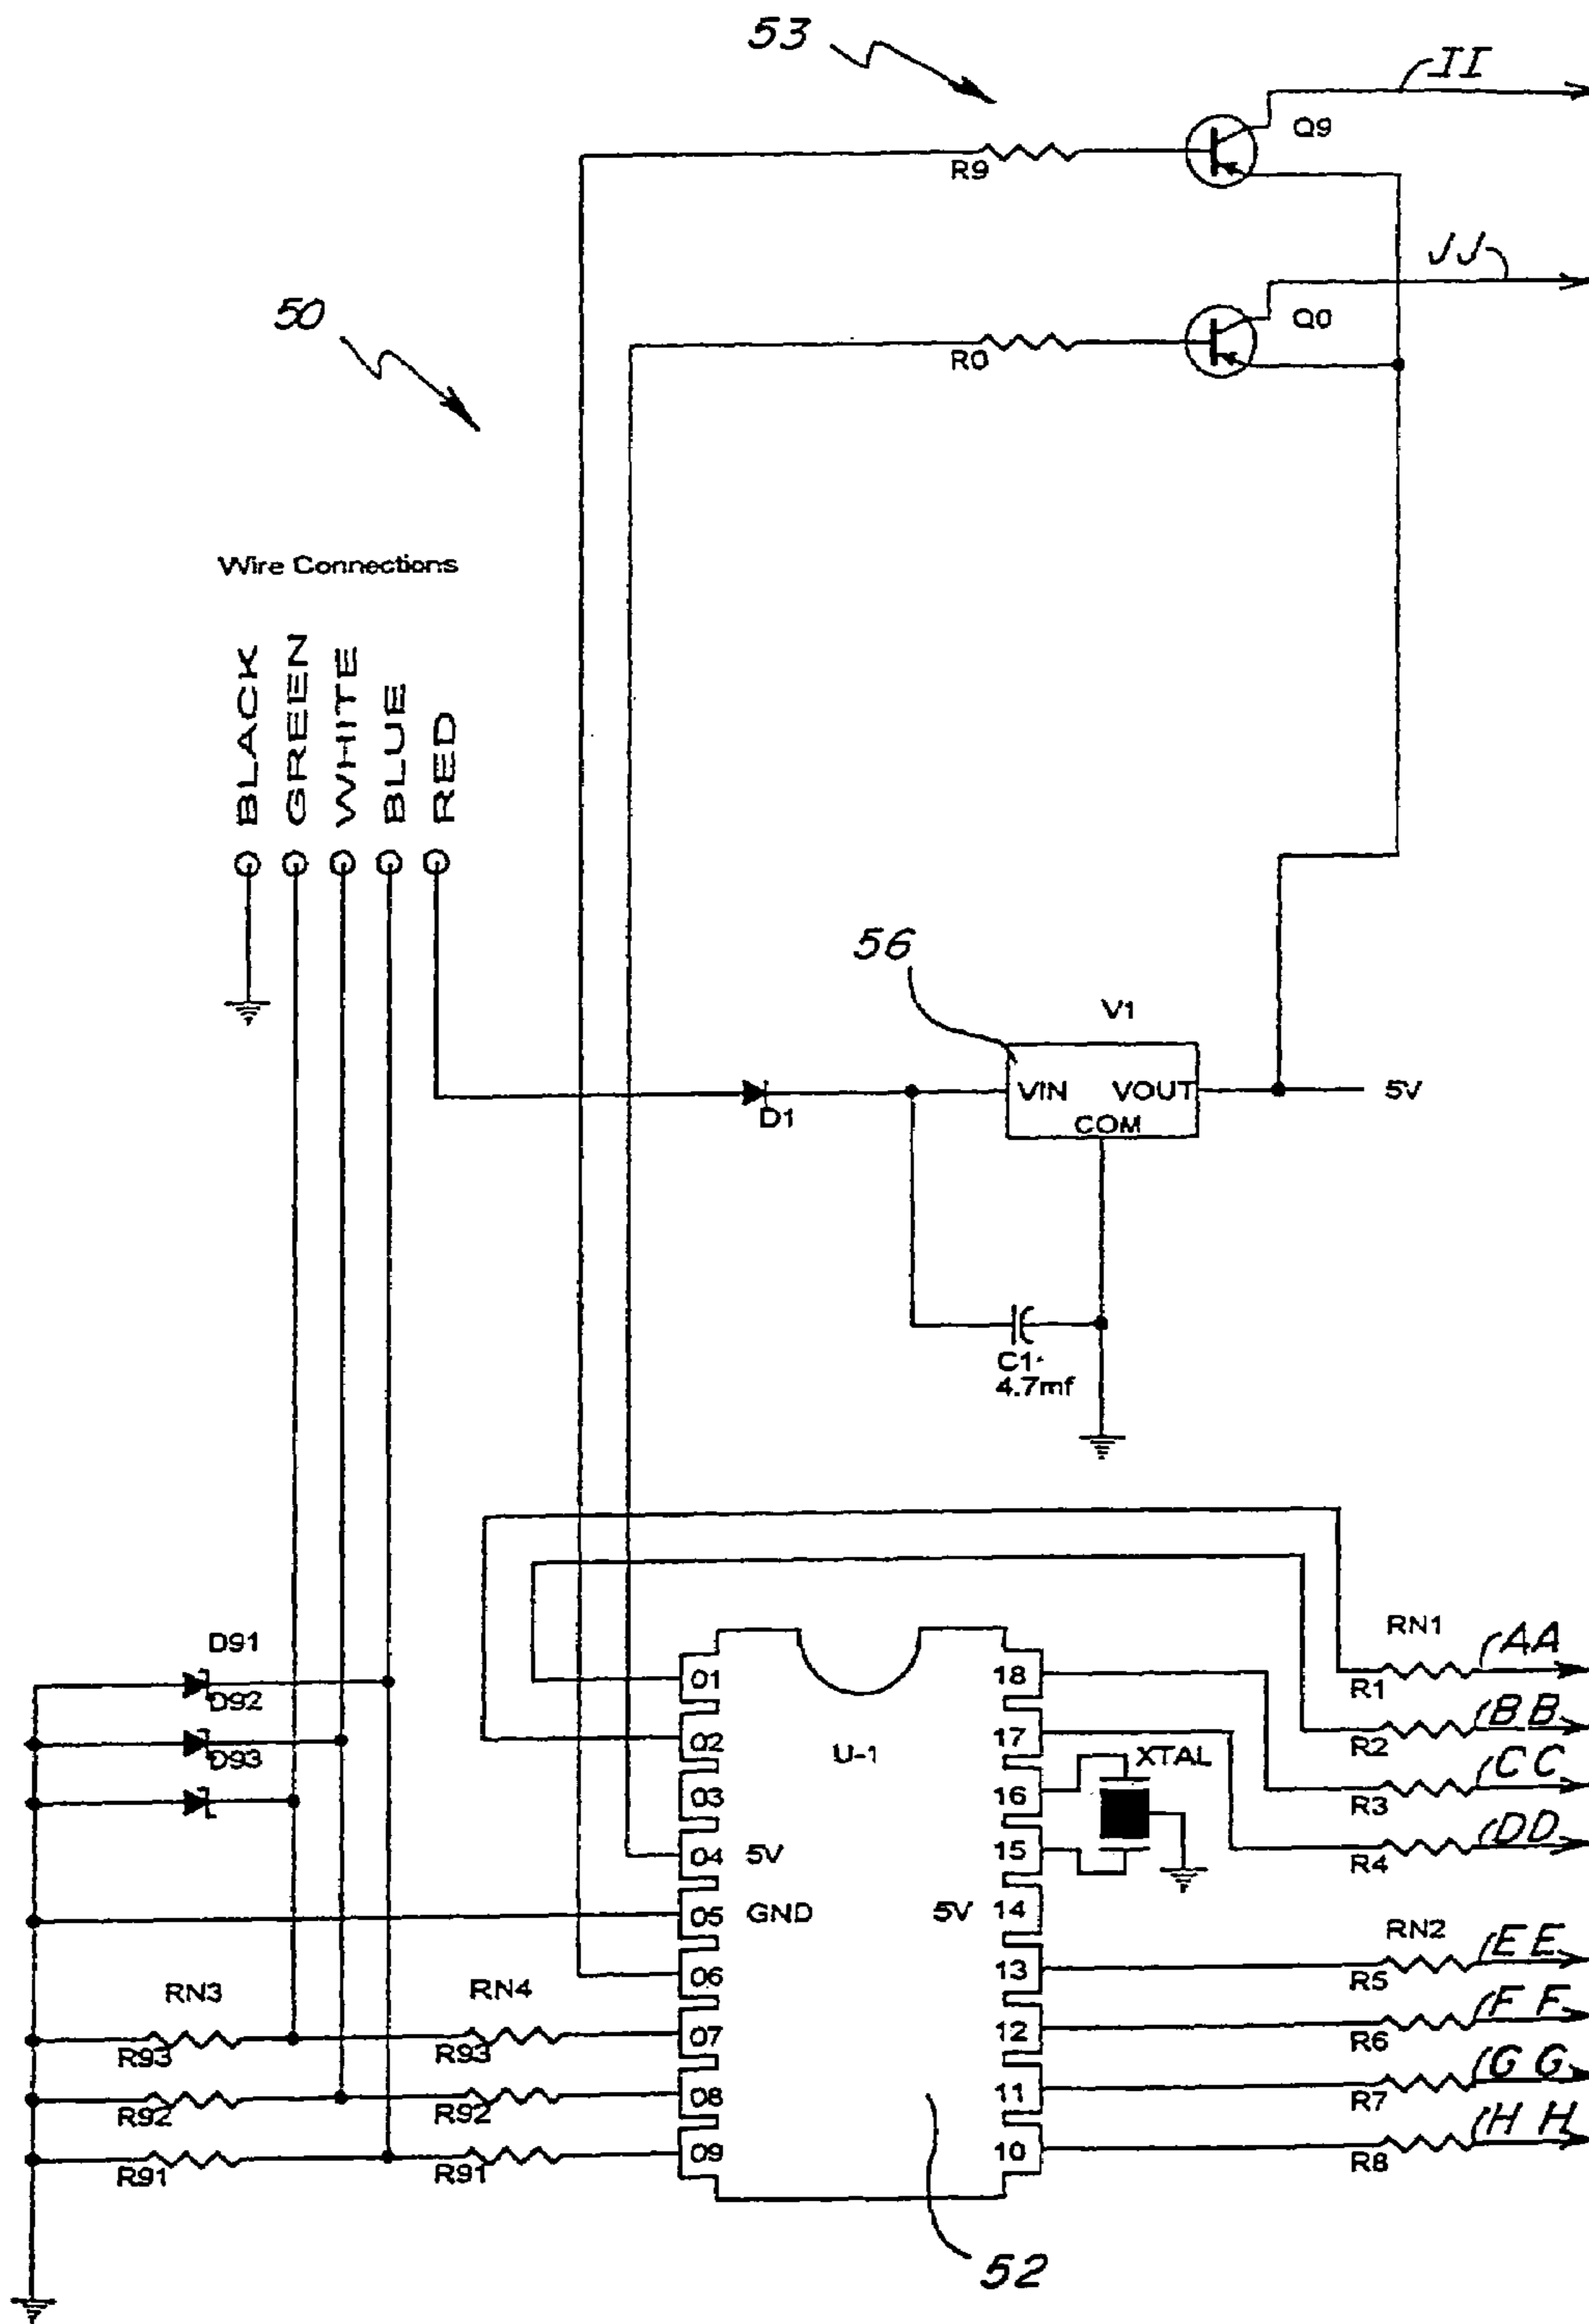 53
II
Q9
R9
JJ
50
Q0
R0
Wire Connections
BLACK
GREEN
WHITE
BLUE
RED
56
V1
VIN VOUT
COM
5V
D1
C1
4.7mf
D91
D92
D93
RN1
AA
R1
BB
R2
CC
R3
DD
R4
U-1
XTAL
01
02
03
04 5V
05 GND
06
07
08
09
18
17
16
15
5V 14
13
12
11
10
RN2
EE
R5
FF
R6
GG
R7
HH
R8
RN3
RN4
R93
R93
R92
R92
R91
R91
52